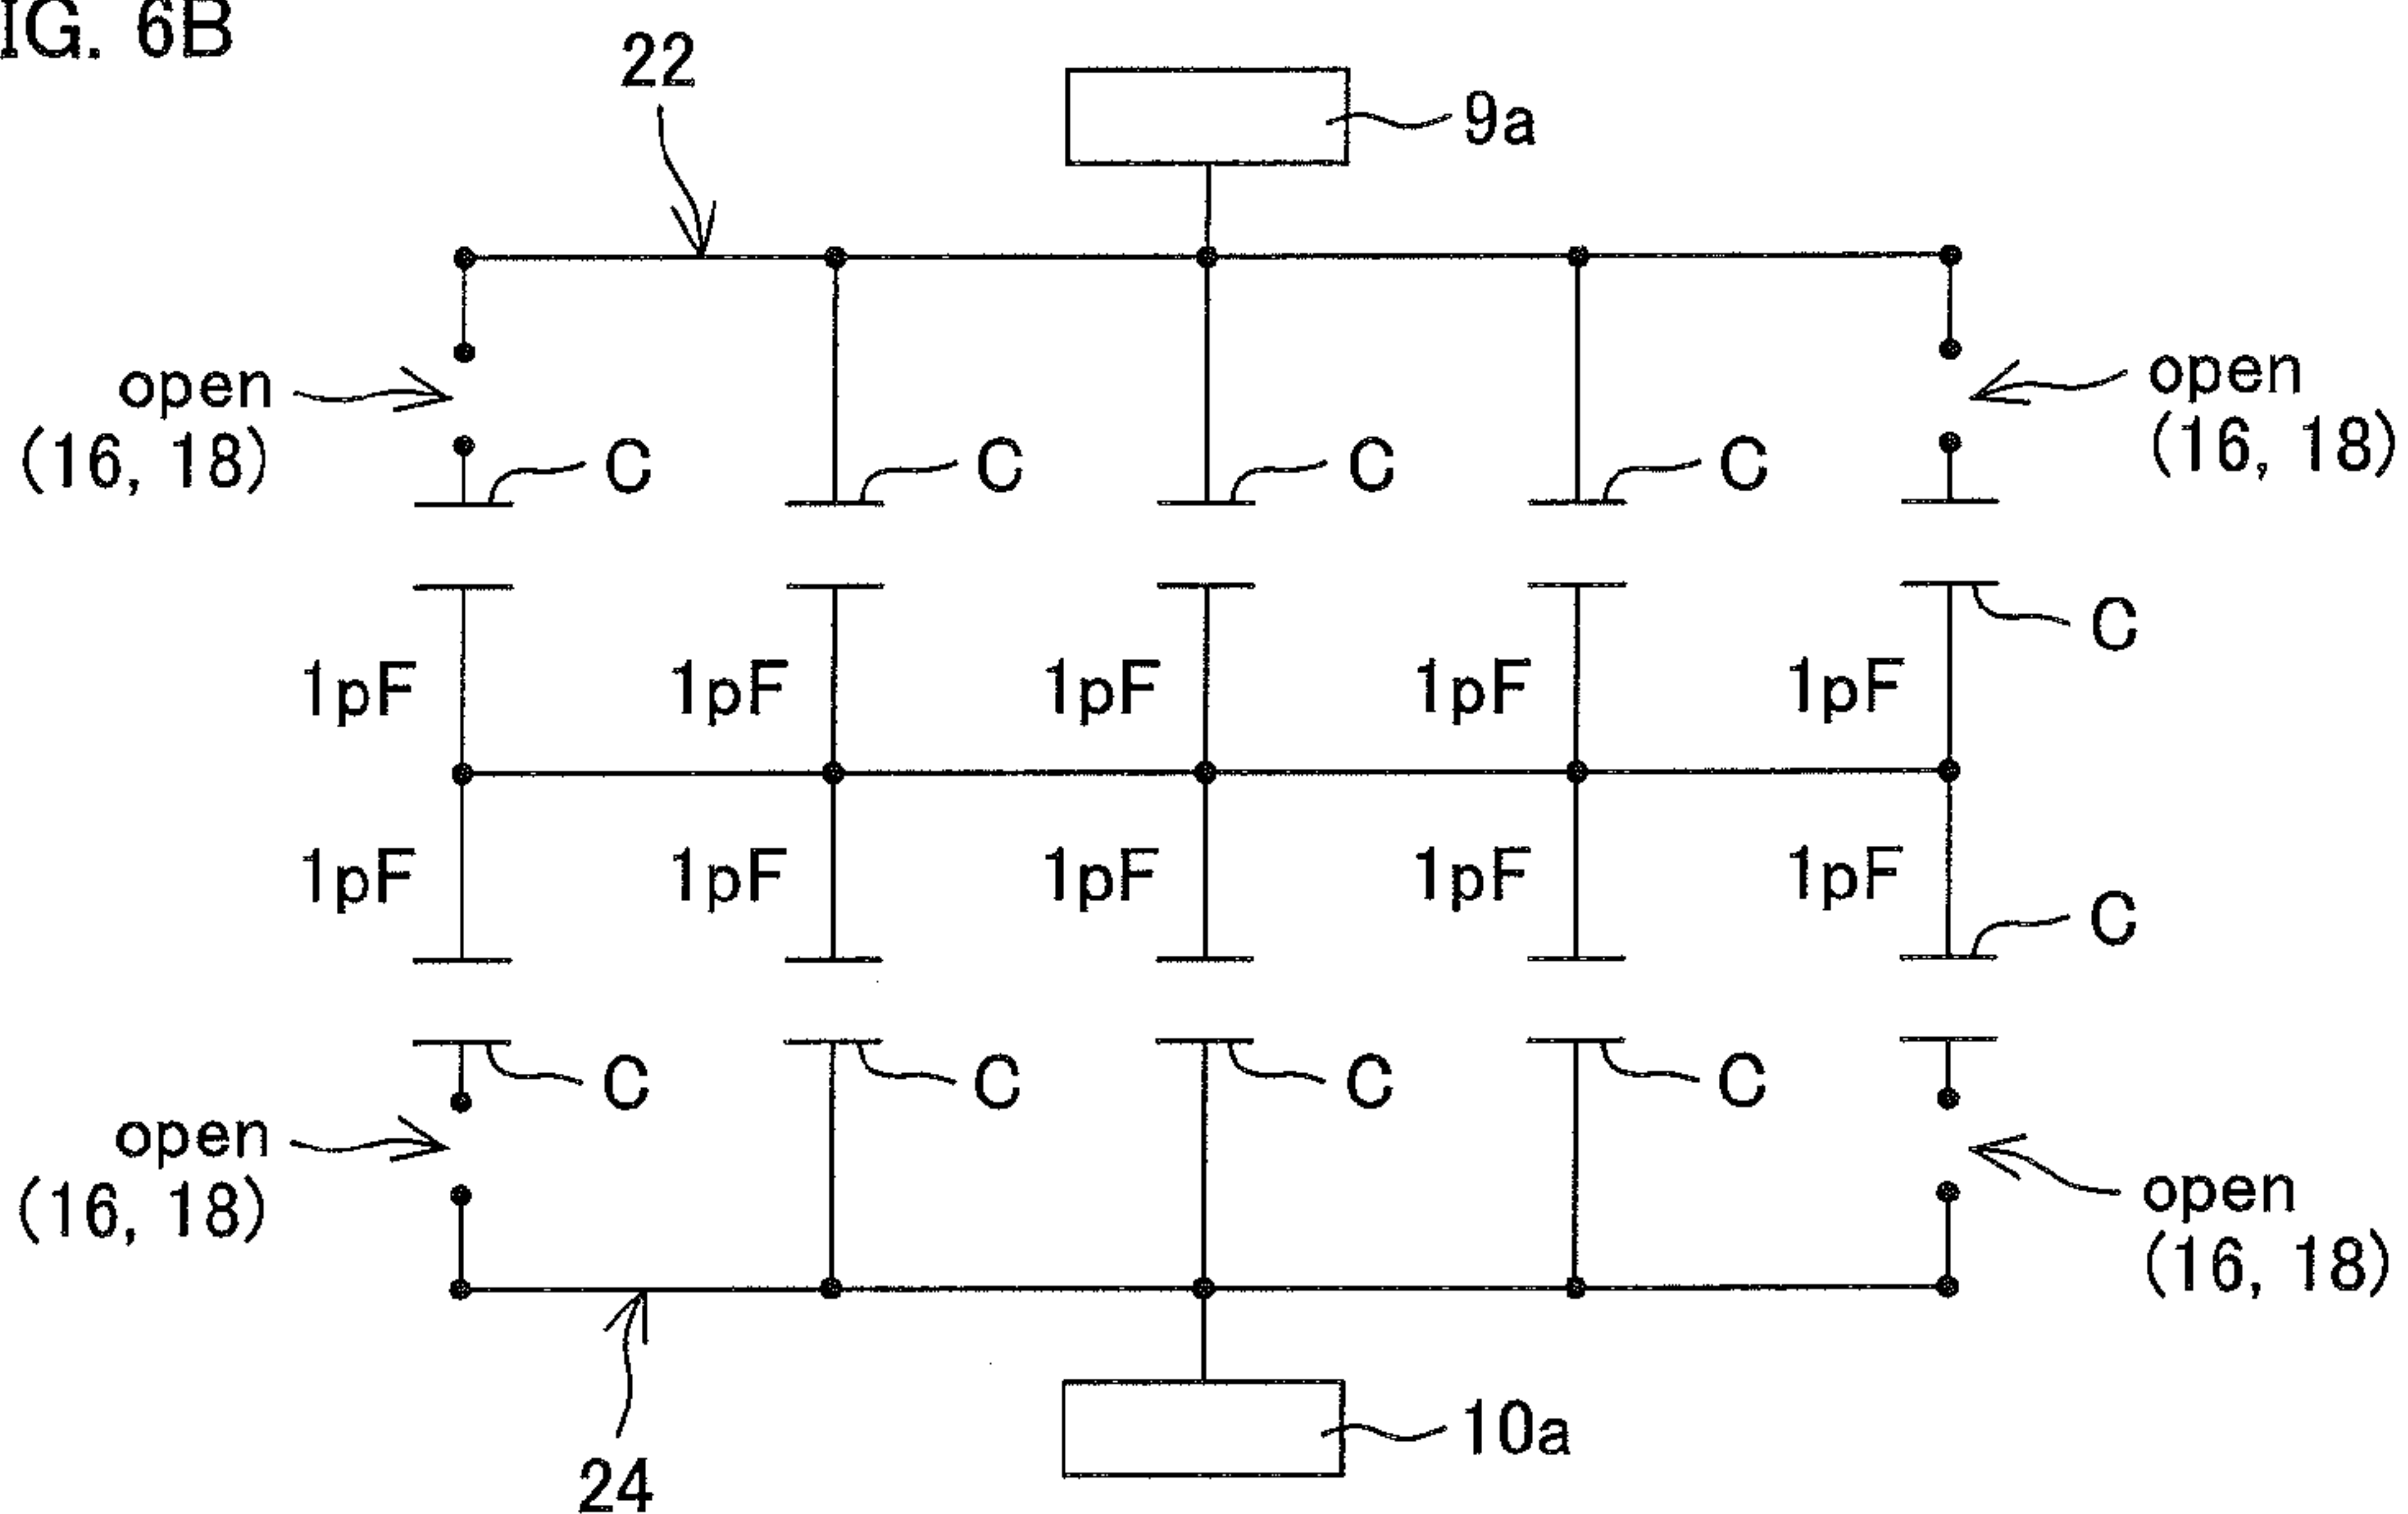 IG. 6B
22
9a
open
(16, 18)
open
(16, 18)
C
C
C
C
C
1pF
1pF
1pF
1pF
1pF
1pF
1pF
1pF
1pF
1pF
C
C
C
C
C
open
(16, 18)
open
(16, 18)
10a
24